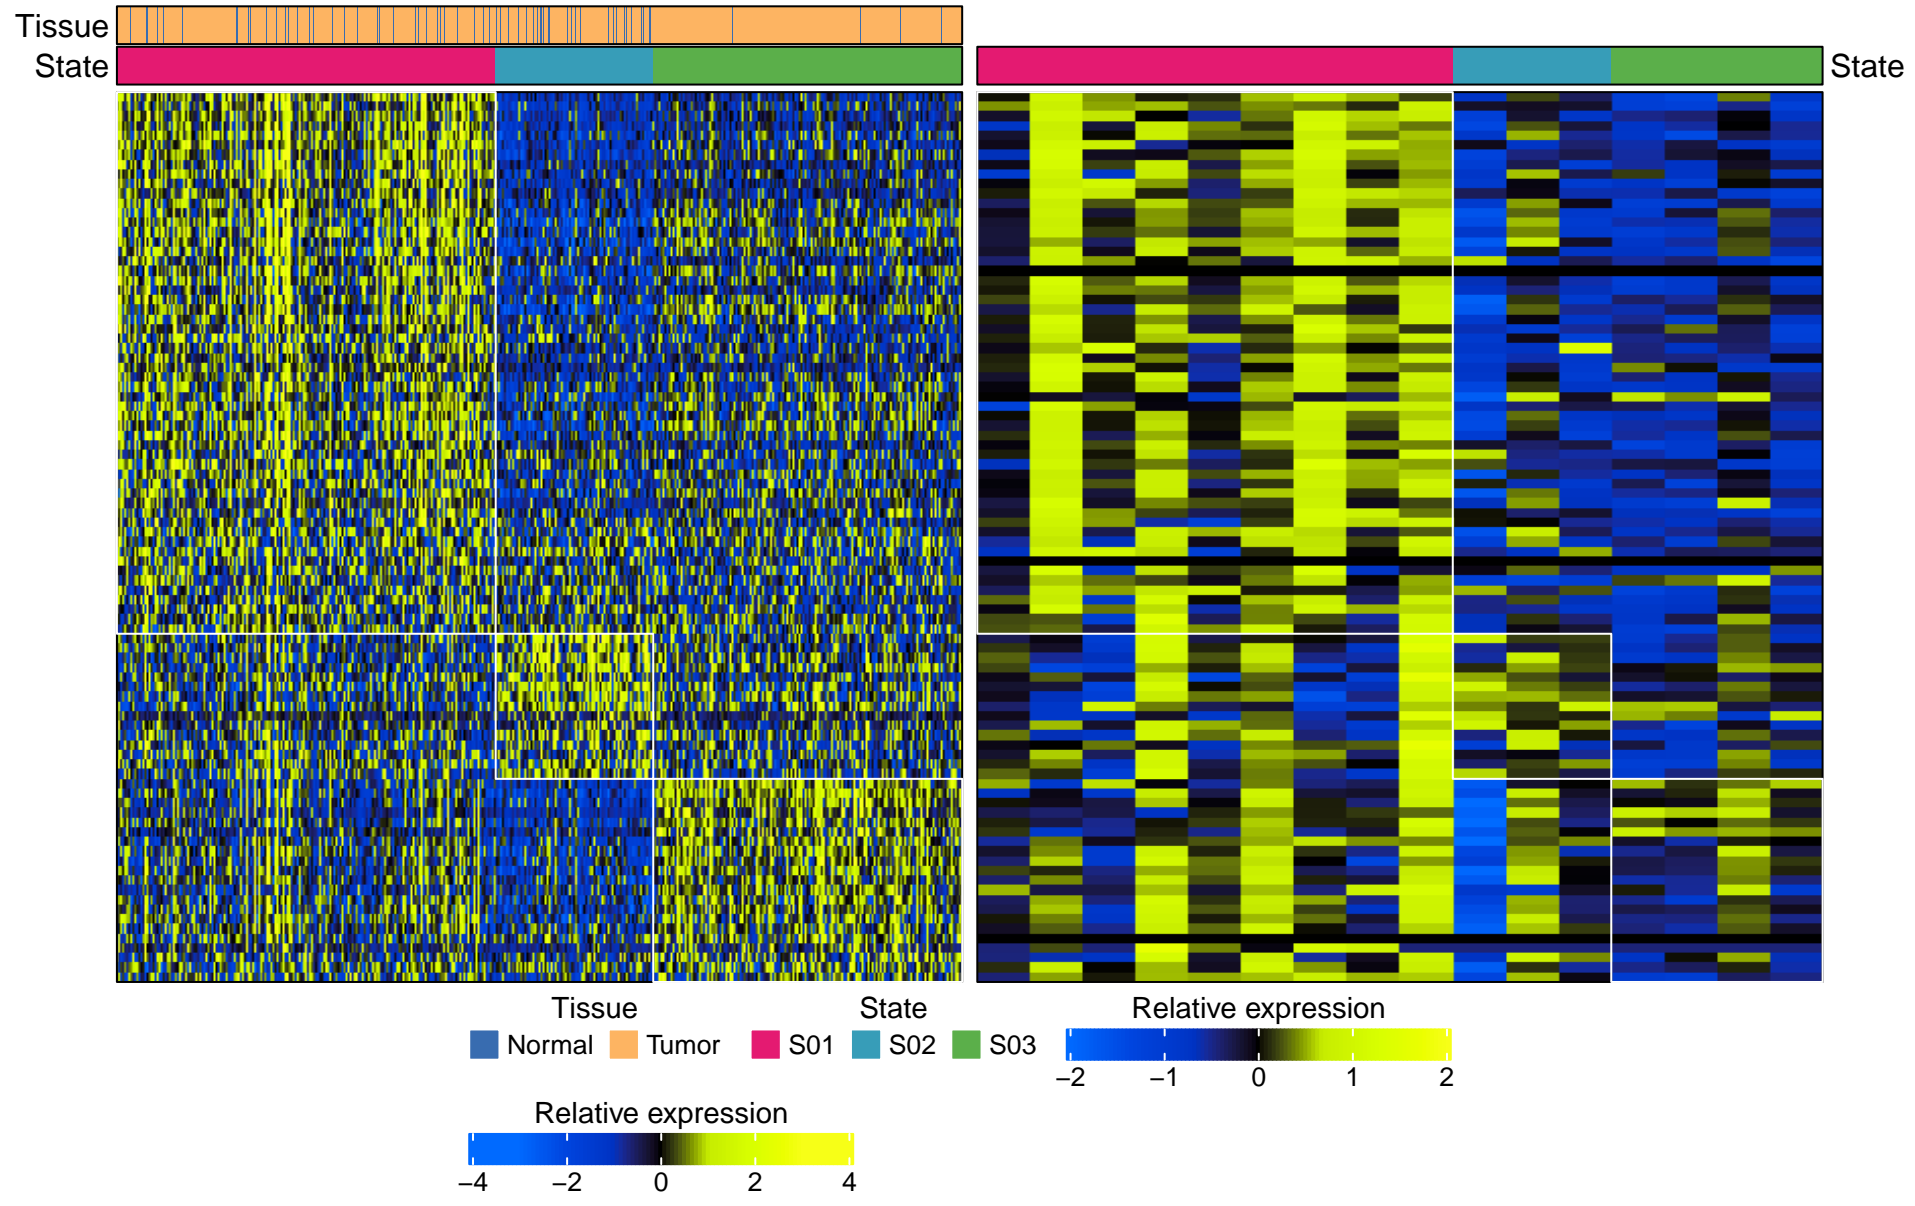 Tissue
State
State
Tissue
Normal Tumor
State
S01 S02 S03
Relative expression
−2 −1 0 1 2
Relative expression
−4 −2 0 2 4